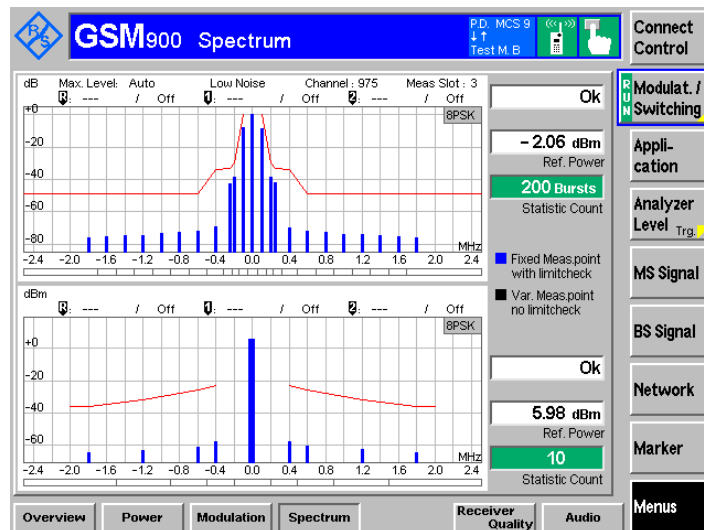 R&S GSM900 Spectrum P.D. MCS 9
Test M. B
Connect Control
dB Max. Level: Auto Low Noise Channel : 975 Meas Slot : 3
R: --- / Off 1: --- / Off 2: --- / Off
8PSK
+0
-20
-40
-60
-80
MHz
-2.4 -2.0 -1.6 -1.2 -0.8 -0.4 0.0 0.4 0.8 1.2 1.6 2.0 2.4
Ok
-2.06 dBm
Ref. Power
200 Bursts
Statistic Count
Fixed Meas.point
with limitcheck
Var. Meas.point
no limitcheck
dBm
R: --- / Off 1: --- / Off 2: --- / Off
8PSK
+0
-20
-40
-60
MHz
-2.4 -2.0 -1.6 -1.2 -0.8 -0.4 0.0 0.4 0.8 1.2 1.6 2.0 2.4
Ok
5.98 dBm
Ref. Power
10
Statistic Count
RUN
Modulat. /
Switching
Appli-
cation
Analyzer
Level Trg.
MS Signal
BS Signal
Network
Marker
Menus
Overview Power Modulation Spectrum Receiver Quality Audio